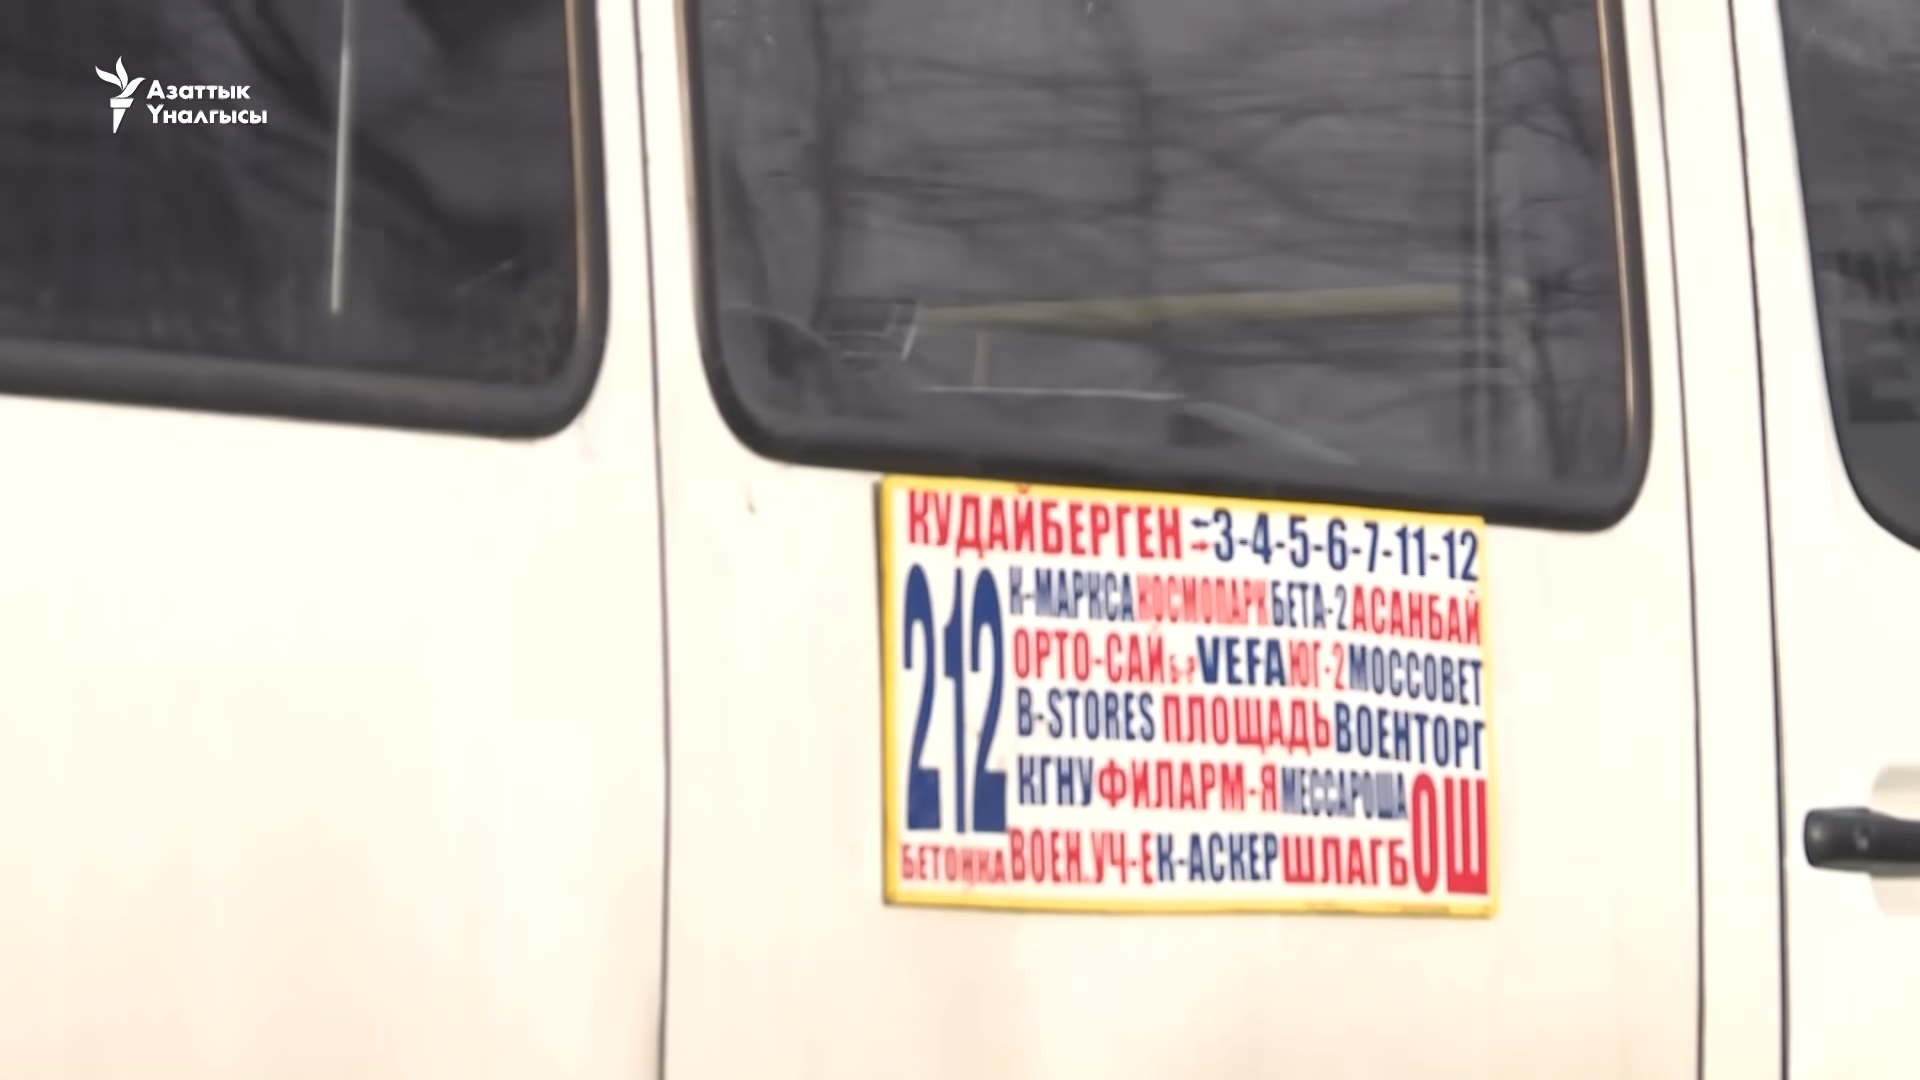 Азаттык
Үналгысы
КУДАЙБЕРГЕН 3-4-5-6-7-11-12
212
К-МАРКСА КОСМОПАРК БЕТА-2 АСАНБАЙ
ОРТО-САЙ Б-Р VEFA ЮГ-2 МОССОВЕТ
B-STORES ПЛОЩАДЬ ВОЕНТОРГ
КГНУ ФИЛАРМ-Я МЕССАРОША ОШ
БЕТОНКА ВОЕН.УЧ-Е К-АСКЕР ШЛАГБ